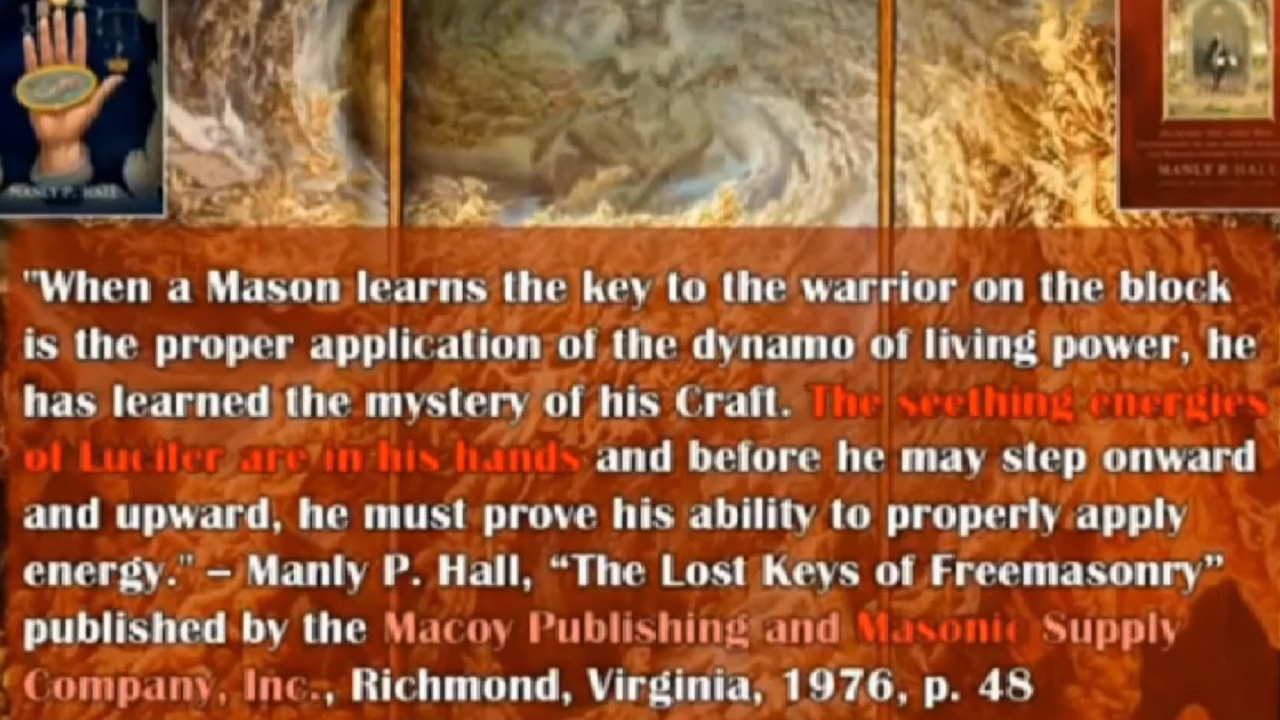 MANLY P. HALL
MANLY P. HALL
"When a Mason learns the key to the warrior on the block
is the proper application of the dynamo of living power, he
has learned the mystery of his Craft. The seething energies
of Lucifer are in his hands and before he may step onward
and upward, he must prove his ability to properly apply
energy." – Manly P. Hall, “The Lost Keys of Freemasonry”
published by the Macoy Publishing and Masonic Supply
Company, Inc., Richmond, Virginia, 1976, p. 48